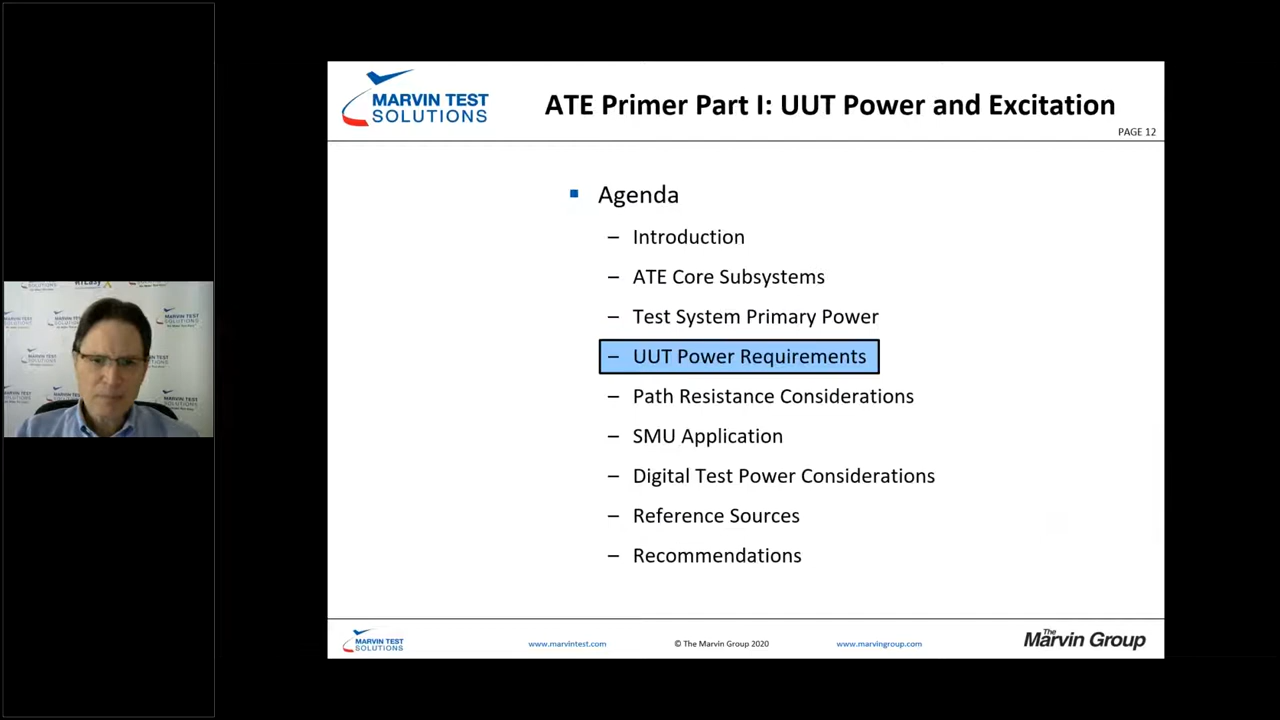 MARVIN TEST
SOLUTIONS
ATE Primer Part I: UUT Power and Excitation
PAGE 12
▪ Agenda
– Introduction
– ATE Core Subsystems
– Test System Primary Power
– UUT Power Requirements
– Path Resistance Considerations
– SMU Application
– Digital Test Power Considerations
– Reference Sources
– Recommendations
MARVIN TEST
SOLUTIONS
www.marvintest.com
© The Marvin Group 2020
www.marvingroup.com
The Marvin Group